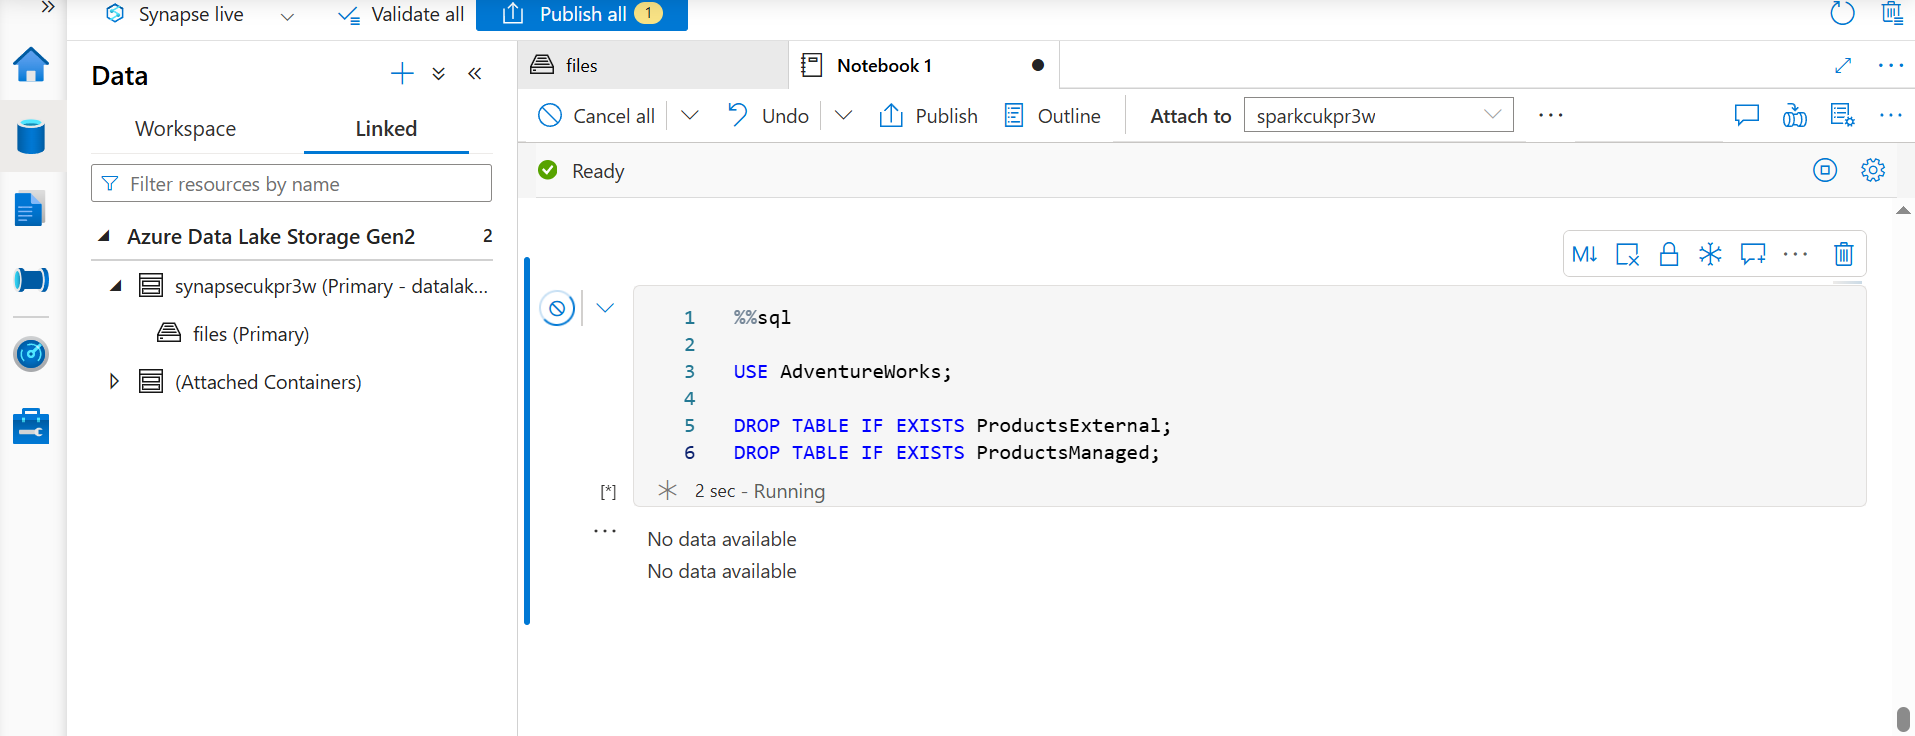 Synapse live
Validate all
Publish all 1
Data
Workspace
Linked
Filter resources by name
Azure Data Lake Storage Gen2 2
synapsecukpr3w (Primary - datalak...
files (Primary)
(Attached Containers)
files
Notebook 1
Cancel all
Undo
Publish
Outline
Attach to
sparkcukpr3w
Ready
M↓
1 %%sql
2
3 USE AdventureWorks;
4
5 DROP TABLE IF EXISTS ProductsExternal;
6 DROP TABLE IF EXISTS ProductsManaged;
[*] 2 sec - Running
No data available
No data available